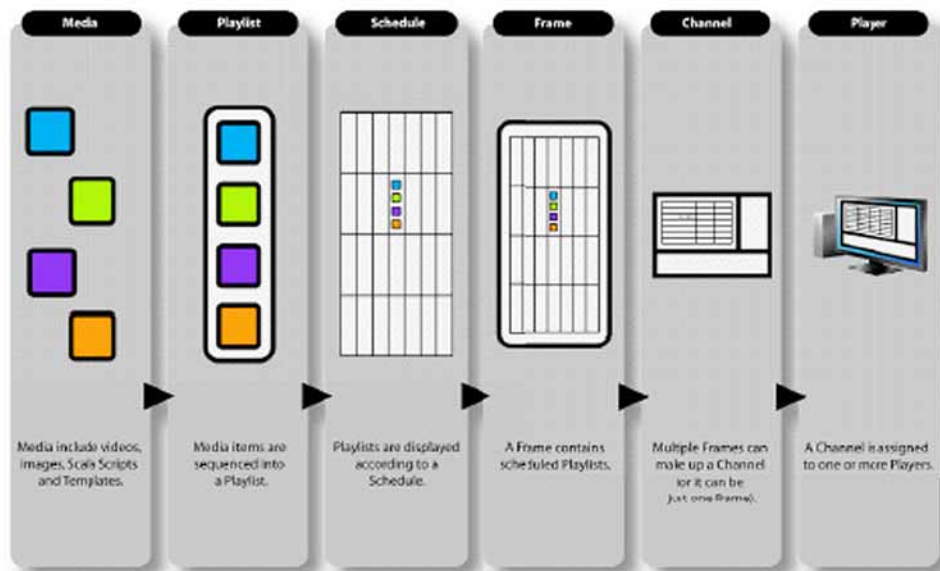 Media
Media include videos,
images, Scala Scripts
and Templates.
Playlist
Media items are
sequenced into
a Playlist.
Schedule
Playlists are displayed
according to a
Schedule.
Frame
A Frame contains
scheduled Playlists.
Channel
Multiple Frames can
make up a Channel
(or it can be
just one Frame).
Player
A Channel is assigned
to one or more Players.